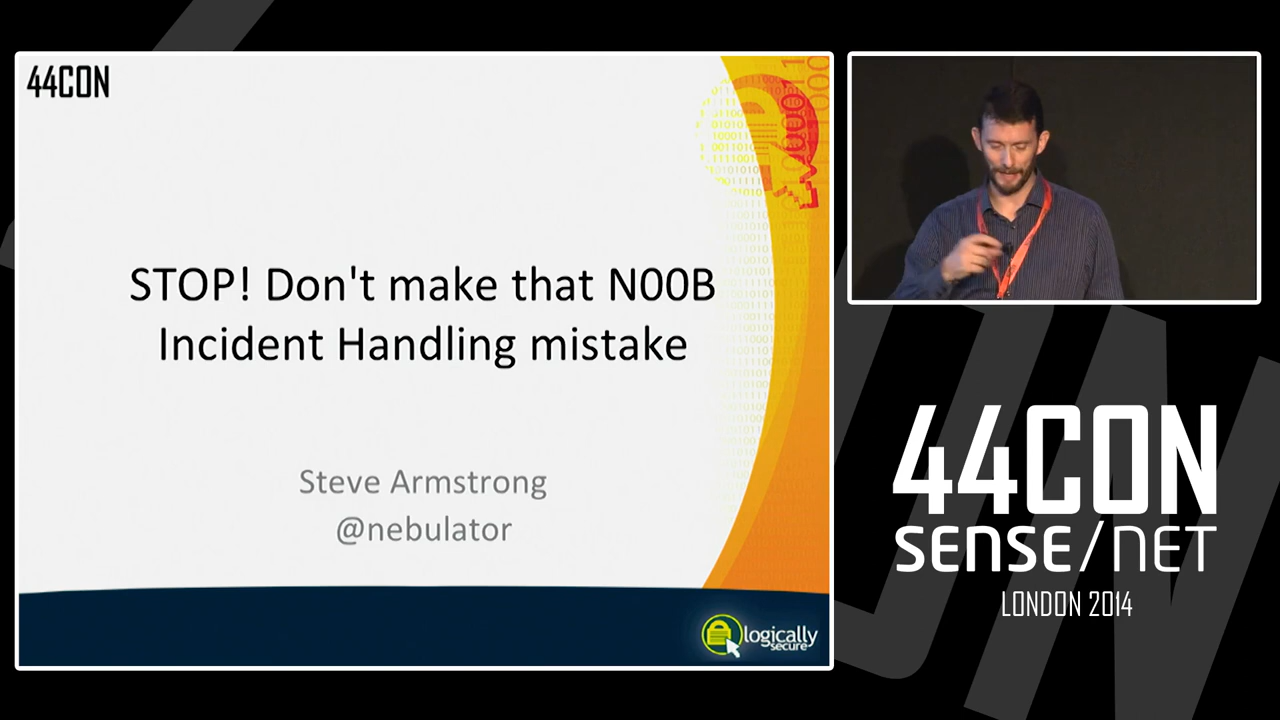 44CON
STOP! Don't make that N00B
Incident Handling mistake
Steve Armstrong
@nebulator
logically
secure
44CON
SENSE/NET
LONDON 2014